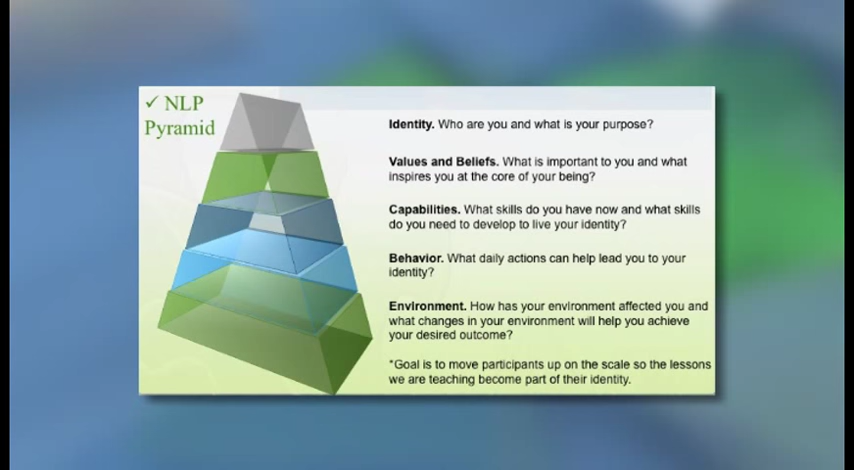 ✓ NLP
Pyramid
Identity. Who are you and what is your purpose?
Values and Beliefs. What is important to you and what
inspires you at the core of your being?
Capabilities. What skills do you have now and what skills
do you need to develop to live your identity?
Behavior. What daily actions can help lead you to your
identity?
Environment. How has your environment affected you and
what changes in your environment will help you achieve
your desired outcome?
*Goal is to move participants up on the scale so the lessons
we are teaching become part of their identity.